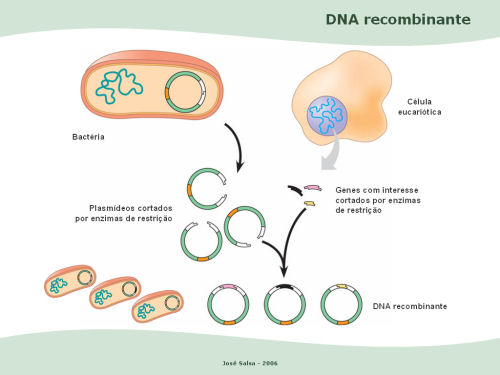 DNA recombinante
Célula
eucariótica
Bactéria
Plasmídeos cortados
por enzimas de restrição
Genes com interesse
cortados por enzimas
de restrição
DNA recombinante
José Salsa - 2006